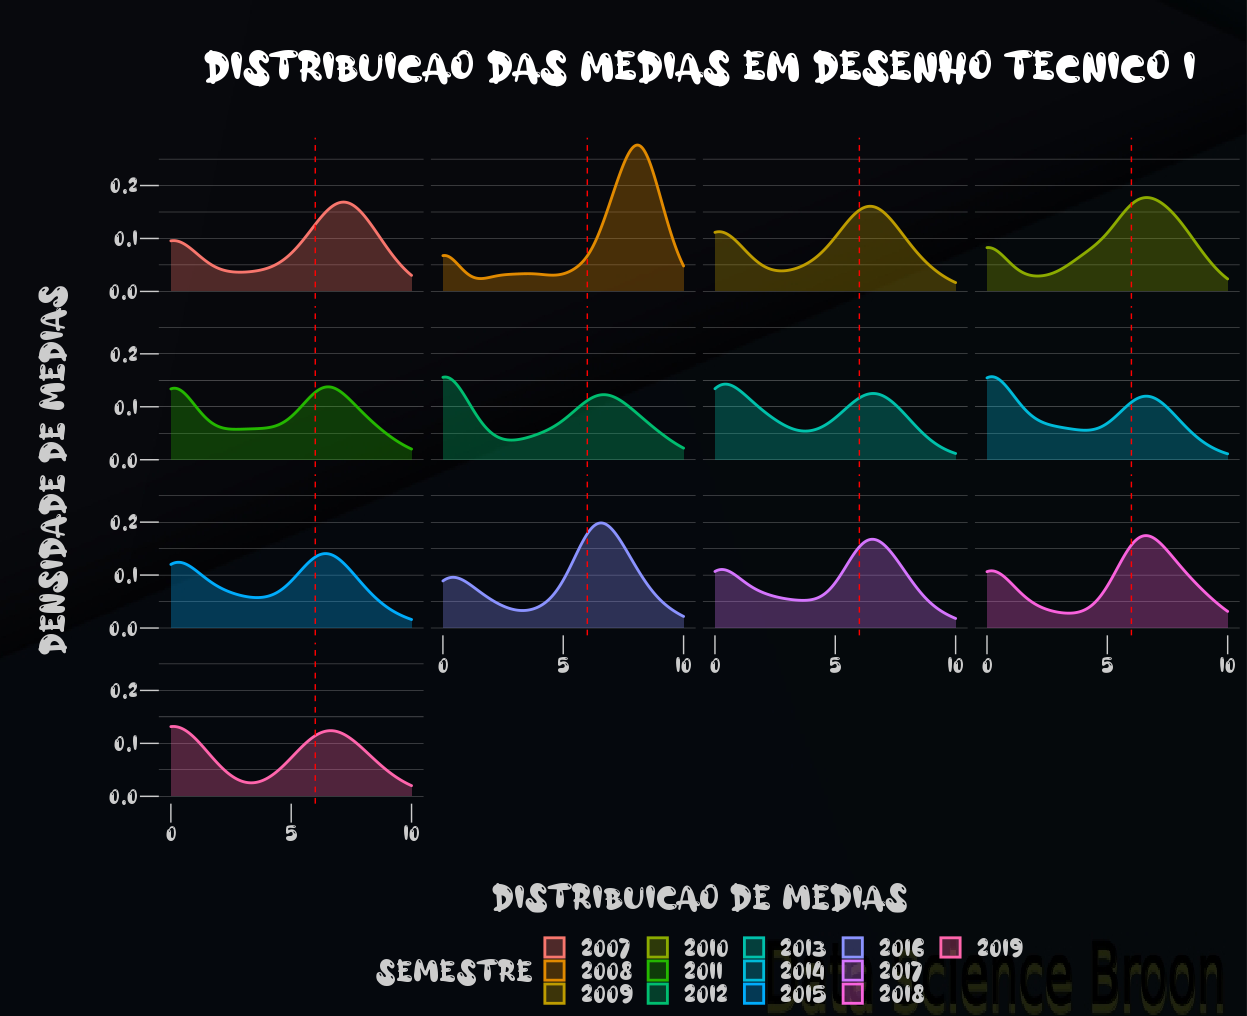 DISTRIBUICAO DAS MEDIAS EM DESENHO TECNICO I
DENSIDADE DE MEDIAS
0.2
0.1
0.0
0.2
0.1
0.0
0.2
0.1
0.0
0 5 10 0 5 10 0 5 10
0.2
0.1
0.0
0 5 10
DISTRIBUICAO DE MEDIAS
SEMESTRE
2007 2010 2013 2016 2019
2008 2011 2014 2017
2009 2012 2015 2018
Data Science Broon